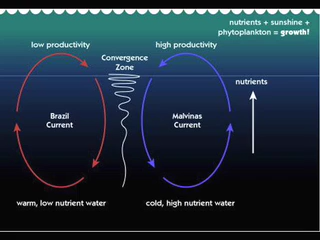 nutrients + sunshine +
phytoplankton = growth!
low productivity
high productivity
Convergence
Zone
nutrients
Brazil
Current
Malvinas
Current
warm, low nutrient water
cold, high nutrient water